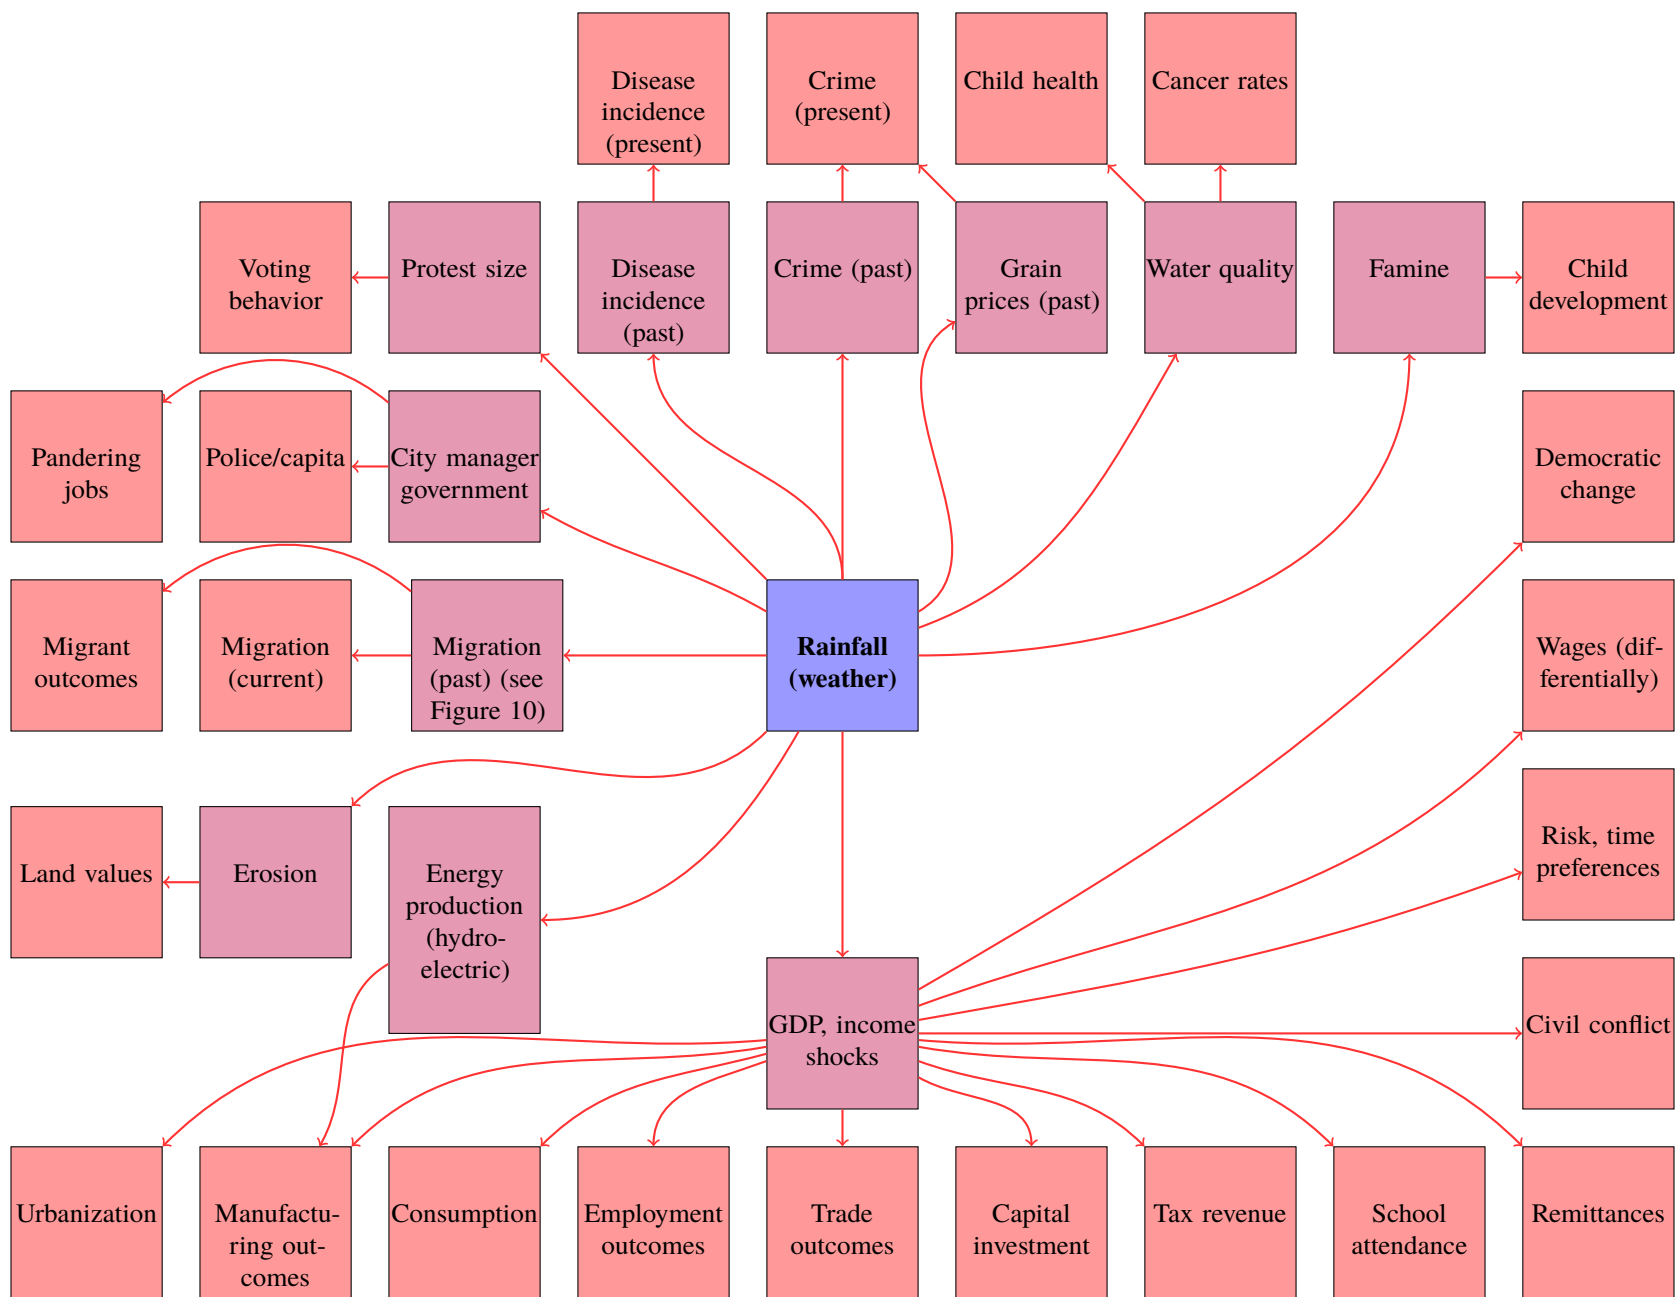 Disease
incidence
(present)
Crime
(present)
Child health
Cancer rates
Voting
behavior
Protest size
Disease
incidence
(past)
Crime (past)
Grain
prices (past)
Water quality
Famine
Child
development
Pandering
jobs
Police/capita
City manager
government
Democratic
change
Migrant
outcomes
Migration
(current)
Migration
(past) (see
Figure 10)
Rainfall
(weather)
Wages (dif-
ferentially)
Land values
Erosion
Energy
production
(hydro-
electric)
Risk, time
preferences
GDP, income
shocks
Civil conflict
Urbanization
Manufactu-
ring out-
comes
Consumption
Employment
outcomes
Trade
outcomes
Capital
investment
Tax revenue
School
attendance
Remittances